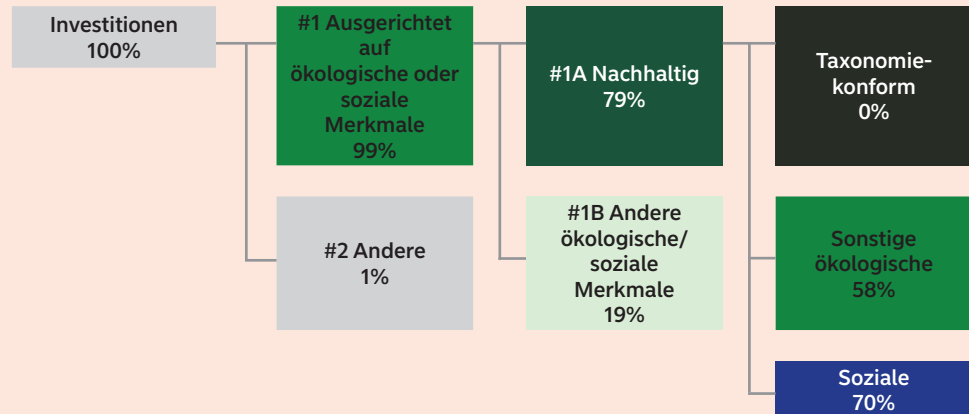 Investitionen
100%
#1 Ausgerichtet
auf
ökologische oder
soziale
Merkmale
99%
#2 Andere
1%
#1A Nachhaltig
79%
#1B Andere
ökologische/
soziale
Merkmale
19%
Taxonomie-
konform
0%
Sonstige
ökologische
58%
Soziale
70%